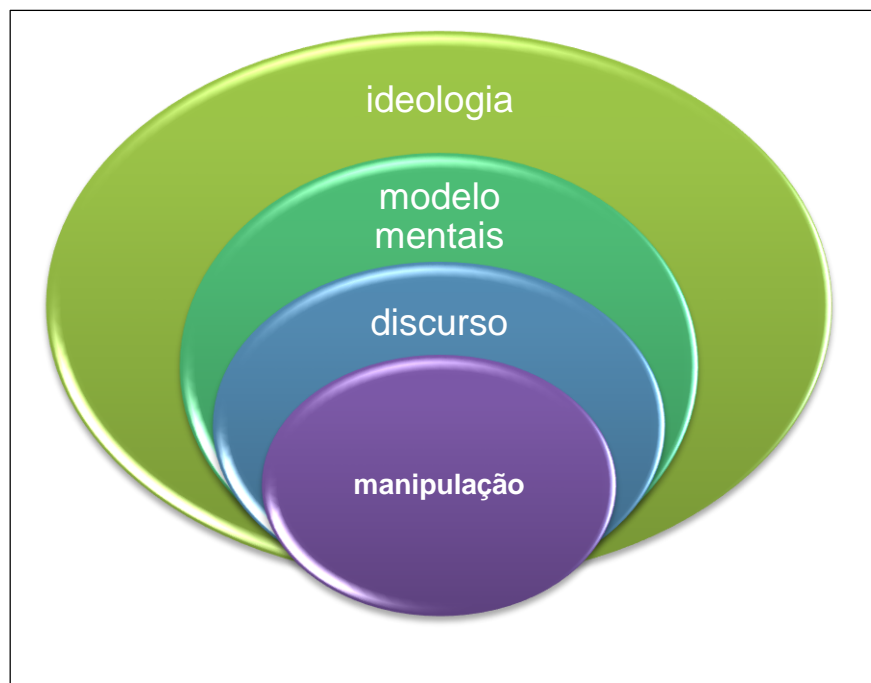 ideologia
modelo
mentais
discurso
manipulação